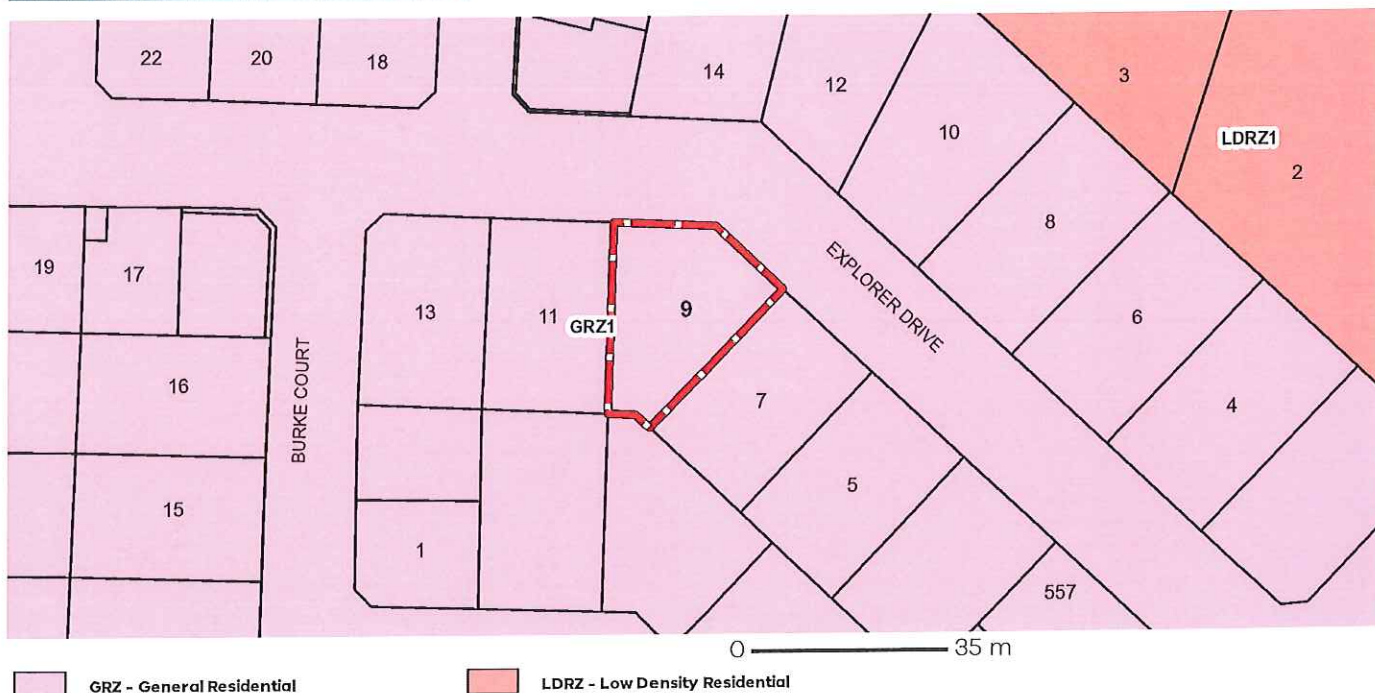 22 20 18
14
12
10
3
LDRZ1
2
8
19 17
13 11
9
GRZ1
EXPLORER DRIVE
6
16
BURKE COURT
7
4
5
15
1
557
0 35 m
GRZ - General Residential
LDRZ - Low Density Residential